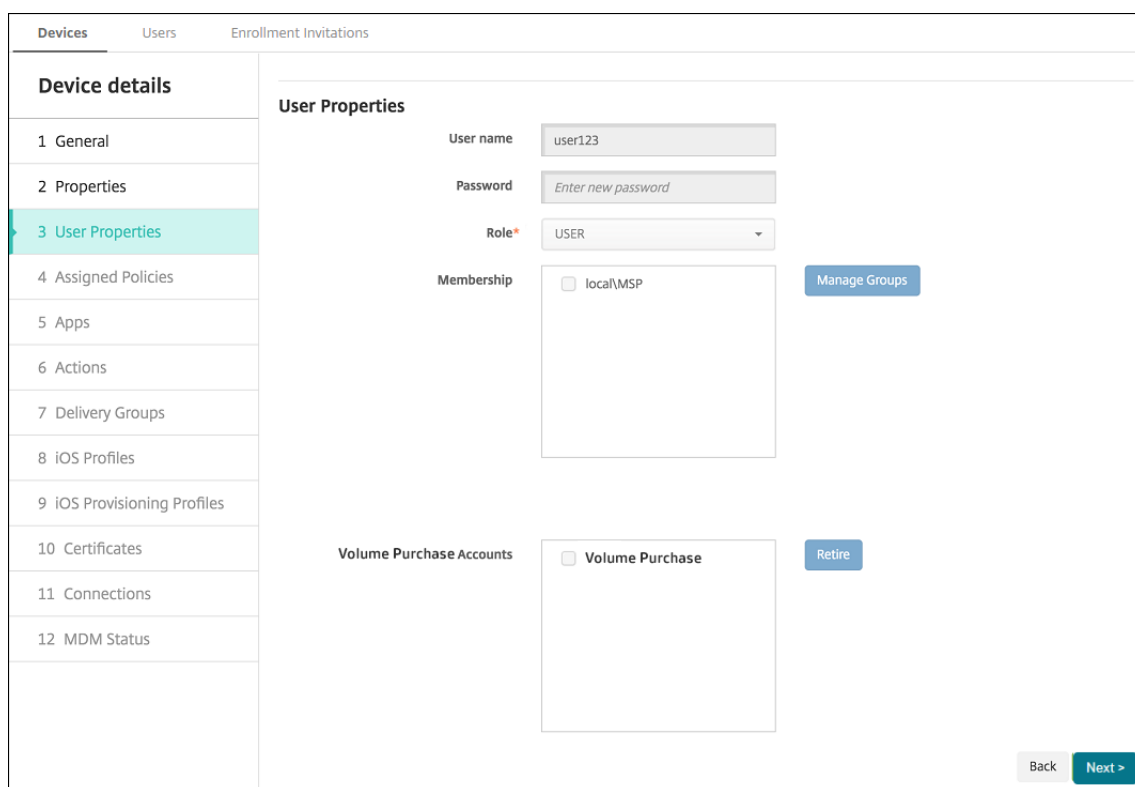 Devices Users Enrollment Invitations
Device details
1 General
2 Properties
3 User Properties
4 Assigned Policies
5 Apps
6 Actions
7 Delivery Groups
8 iOS Profiles
9 iOS Provisioning Profiles
10 Certificates
11 Connections
12 MDM Status
User Properties
User name user123
Password Enter new password
Role* USER
Membership local\MSP Manage Groups
Volume Purchase Accounts Volume Purchase Retire
Back Next >